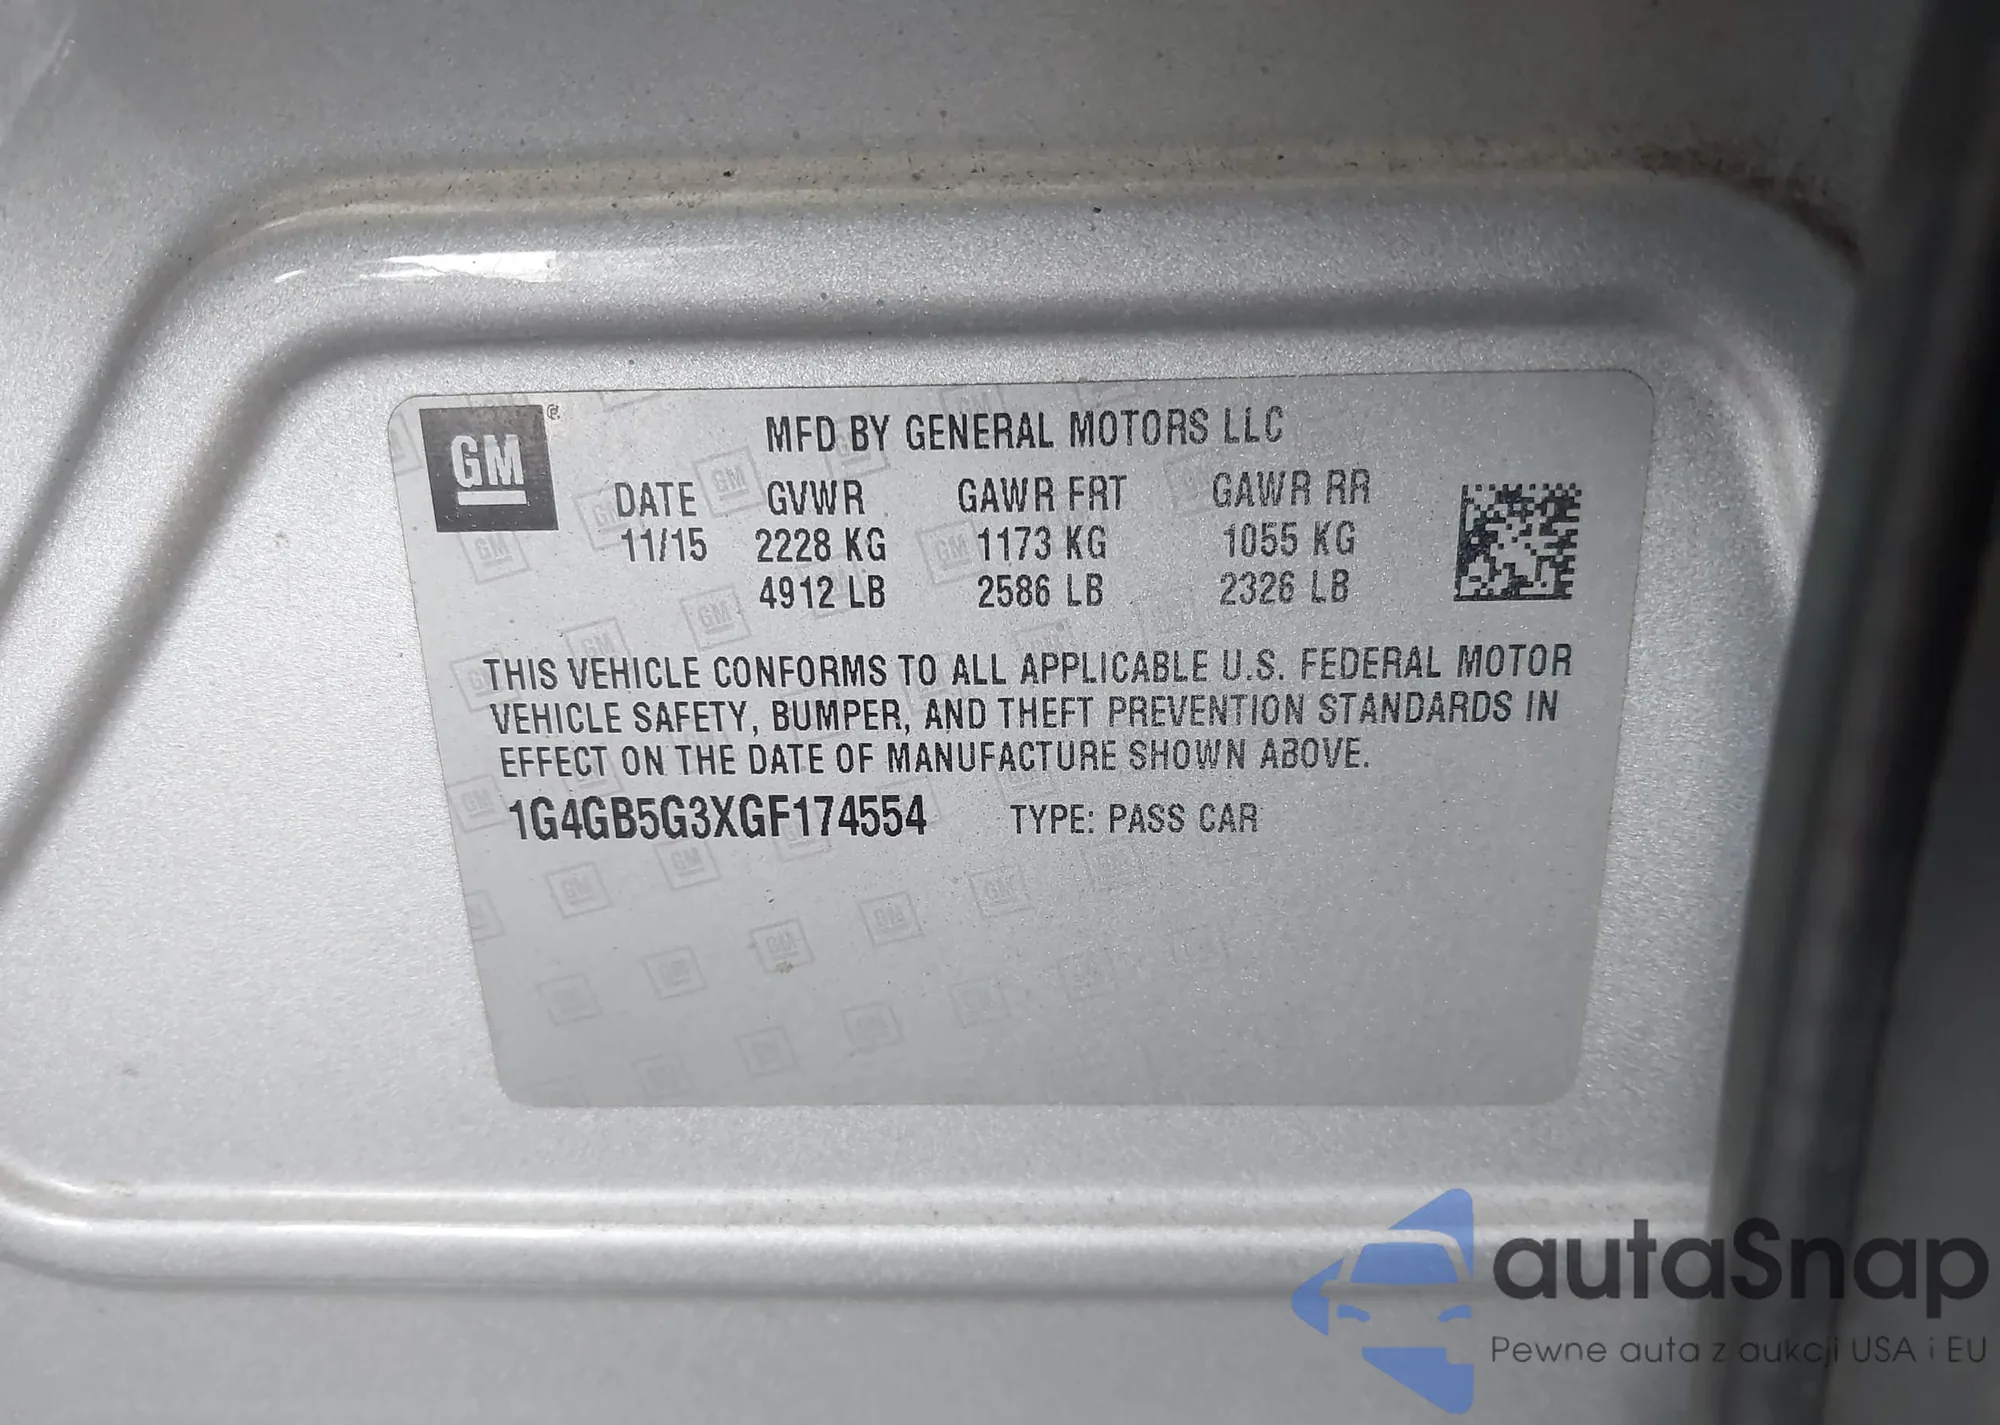 GM
MFD BY GENERAL MOTORS LLC
DATE GVWR GAWR FRT GAWR RR
11/15 2228 KG 1173 KG 1055 KG
4912 LB 2586 LB 2326 LB
THIS VEHICLE CONFORMS TO ALL APPLICABLE U.S. FEDERAL MOTOR
VEHICLE SAFETY, BUMPER, AND THEFT PREVENTION STANDARDS IN
EFFECT ON THE DATE OF MANUFACTURE SHOWN ABOVE.
1G4GB5G3XGF174554 TYPE: PASS CAR
autaSnap
Pewne auta z aukcji USA i EU